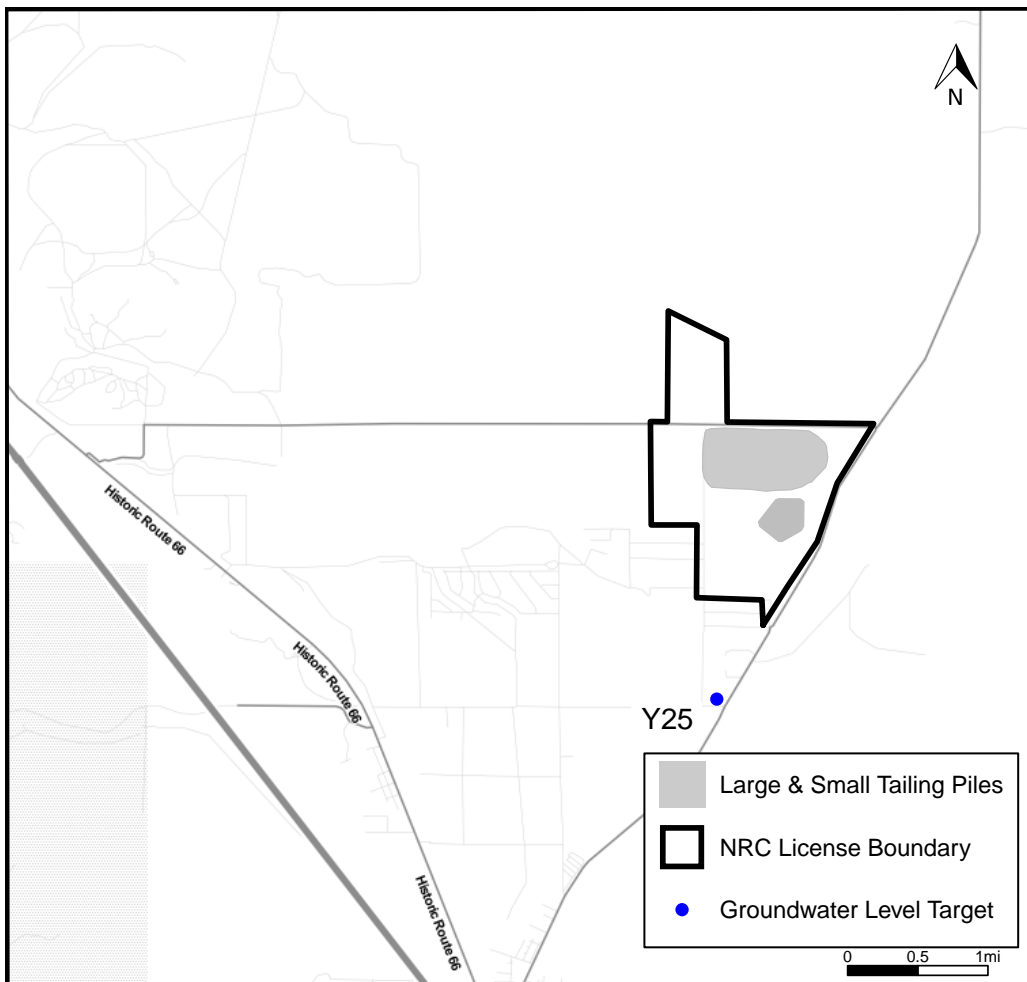 N
Historic Route 66
Historic Route 66
Y25
Large & Small Tailing Piles
NRC License Boundary
Groundwater Level Target
Historic Route 66
0 0.5 1mi